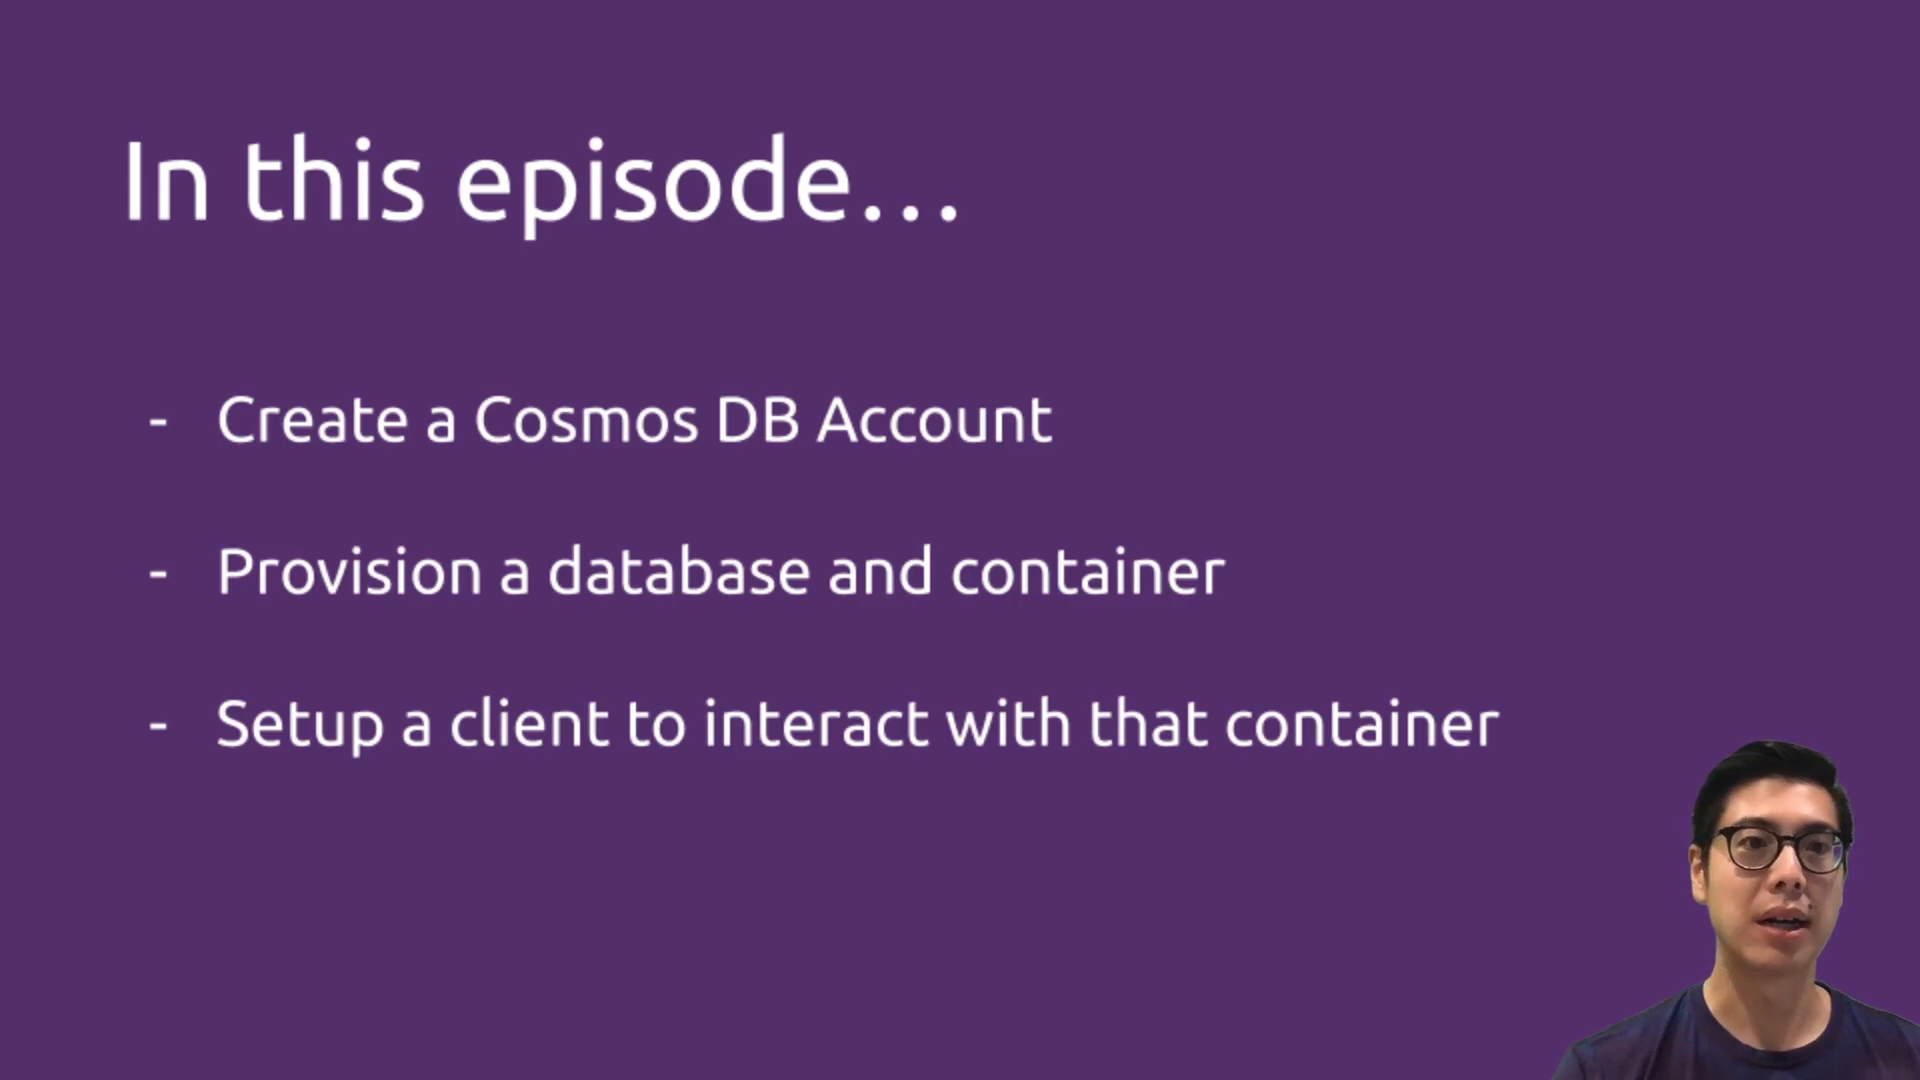 In this episode...
- Create a Cosmos DB Account
- Provision a database and container
- Setup a client to interact with that container